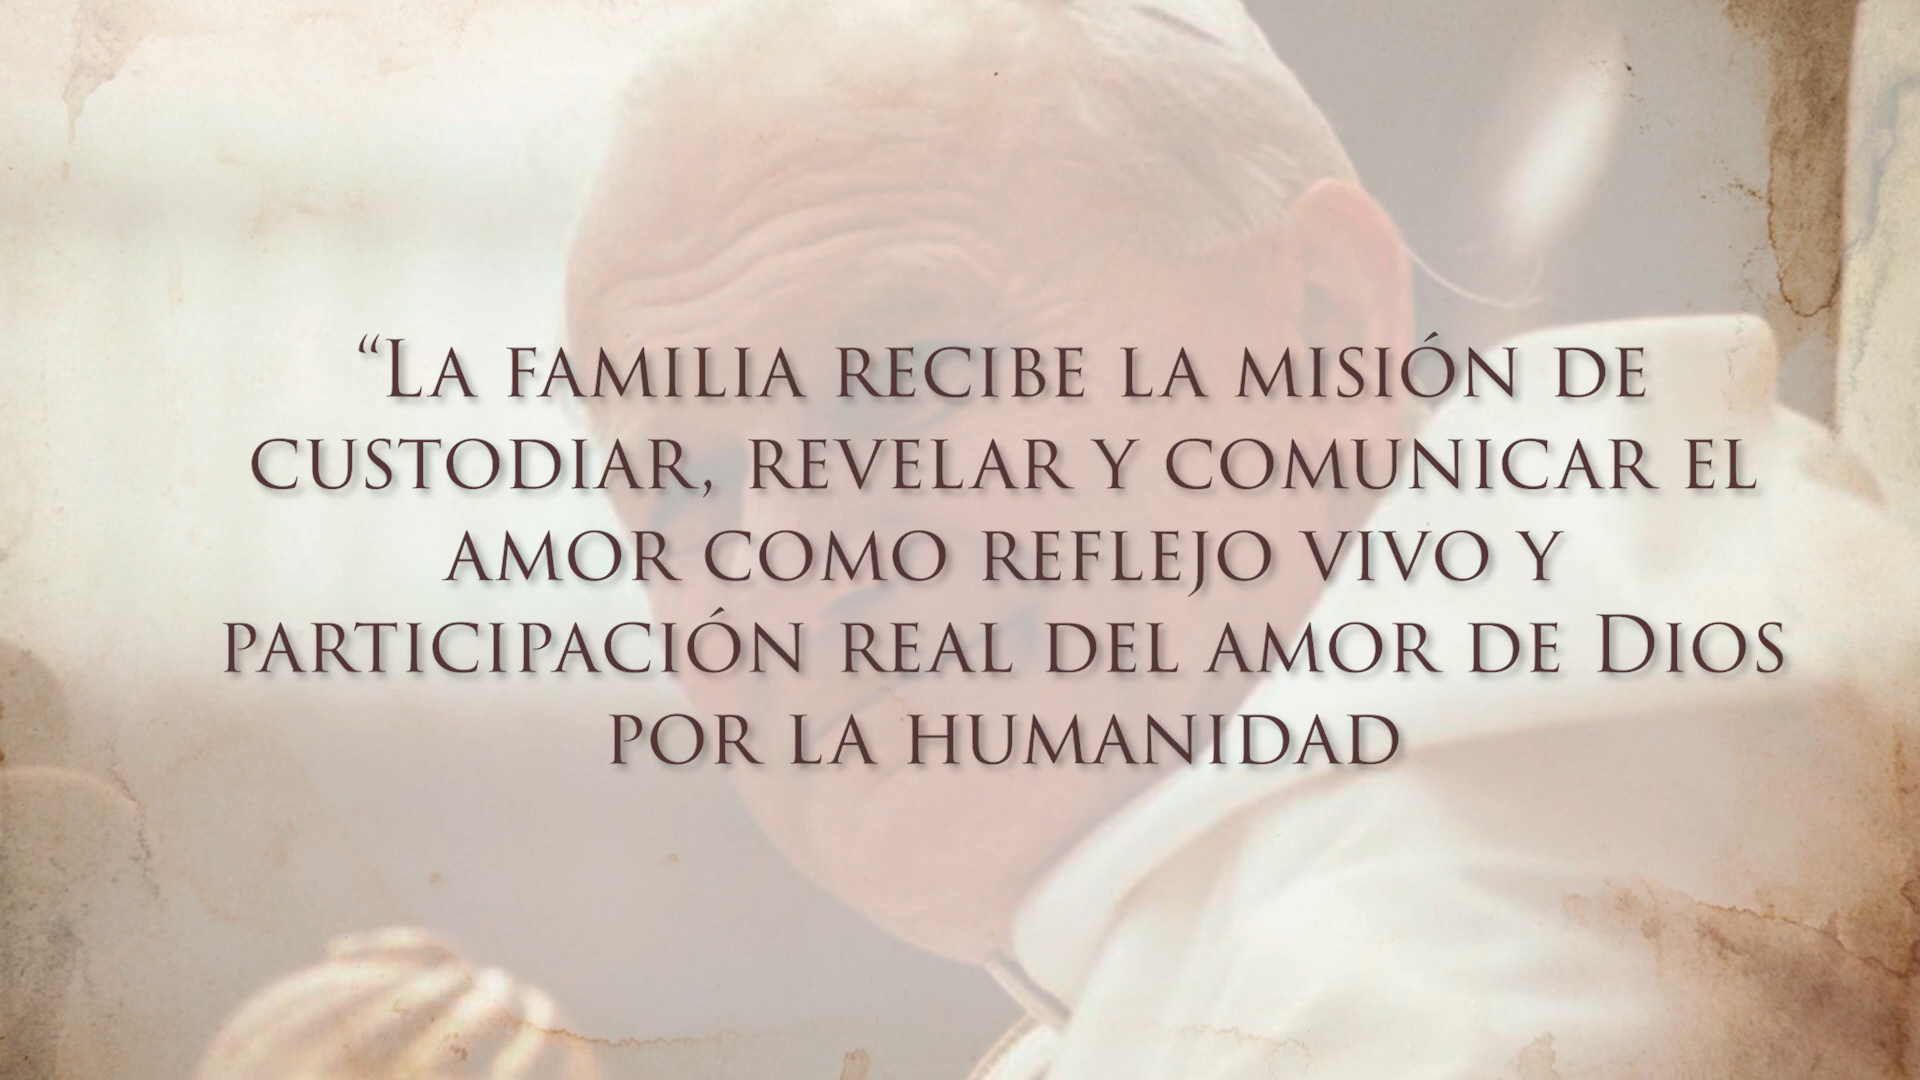 “La familia recibe la misión de
custodiar, revelar y comunicar el
amor como reflejo vivo y
participación real del amor de Dios
por la humanidad